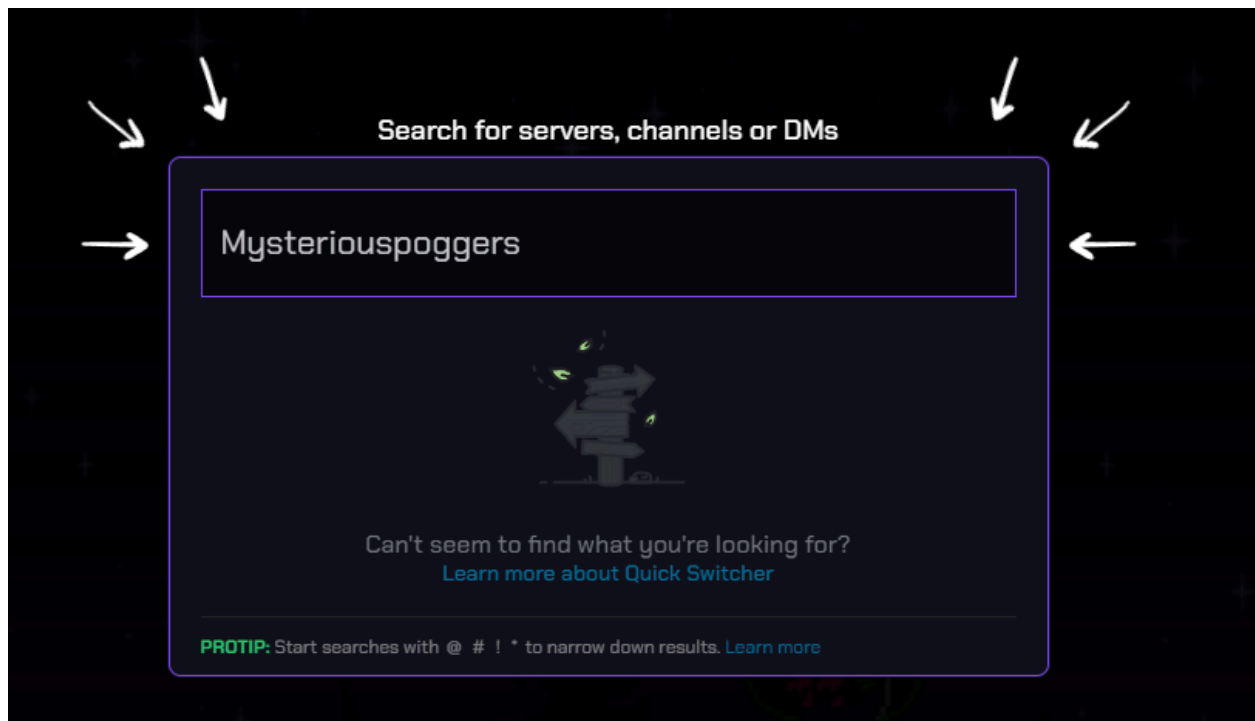 Search for servers, channels or DMs
Mysteriouspoggers
Can't seem to find what you're looking for?
Learn more about Quick Switcher
PROTIP: Start searches with @ # ! * to narrow down results. Learn more